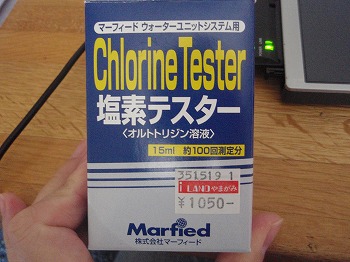 マーフィード ウォーターユニットシステム用
Chlorine Tester
塩素テスター
〈オルトトリジン溶液〉
15ml 約100回測定分
351519 1
i LAND やまがみ
¥1050-
Marfied
株式会社マーフィード